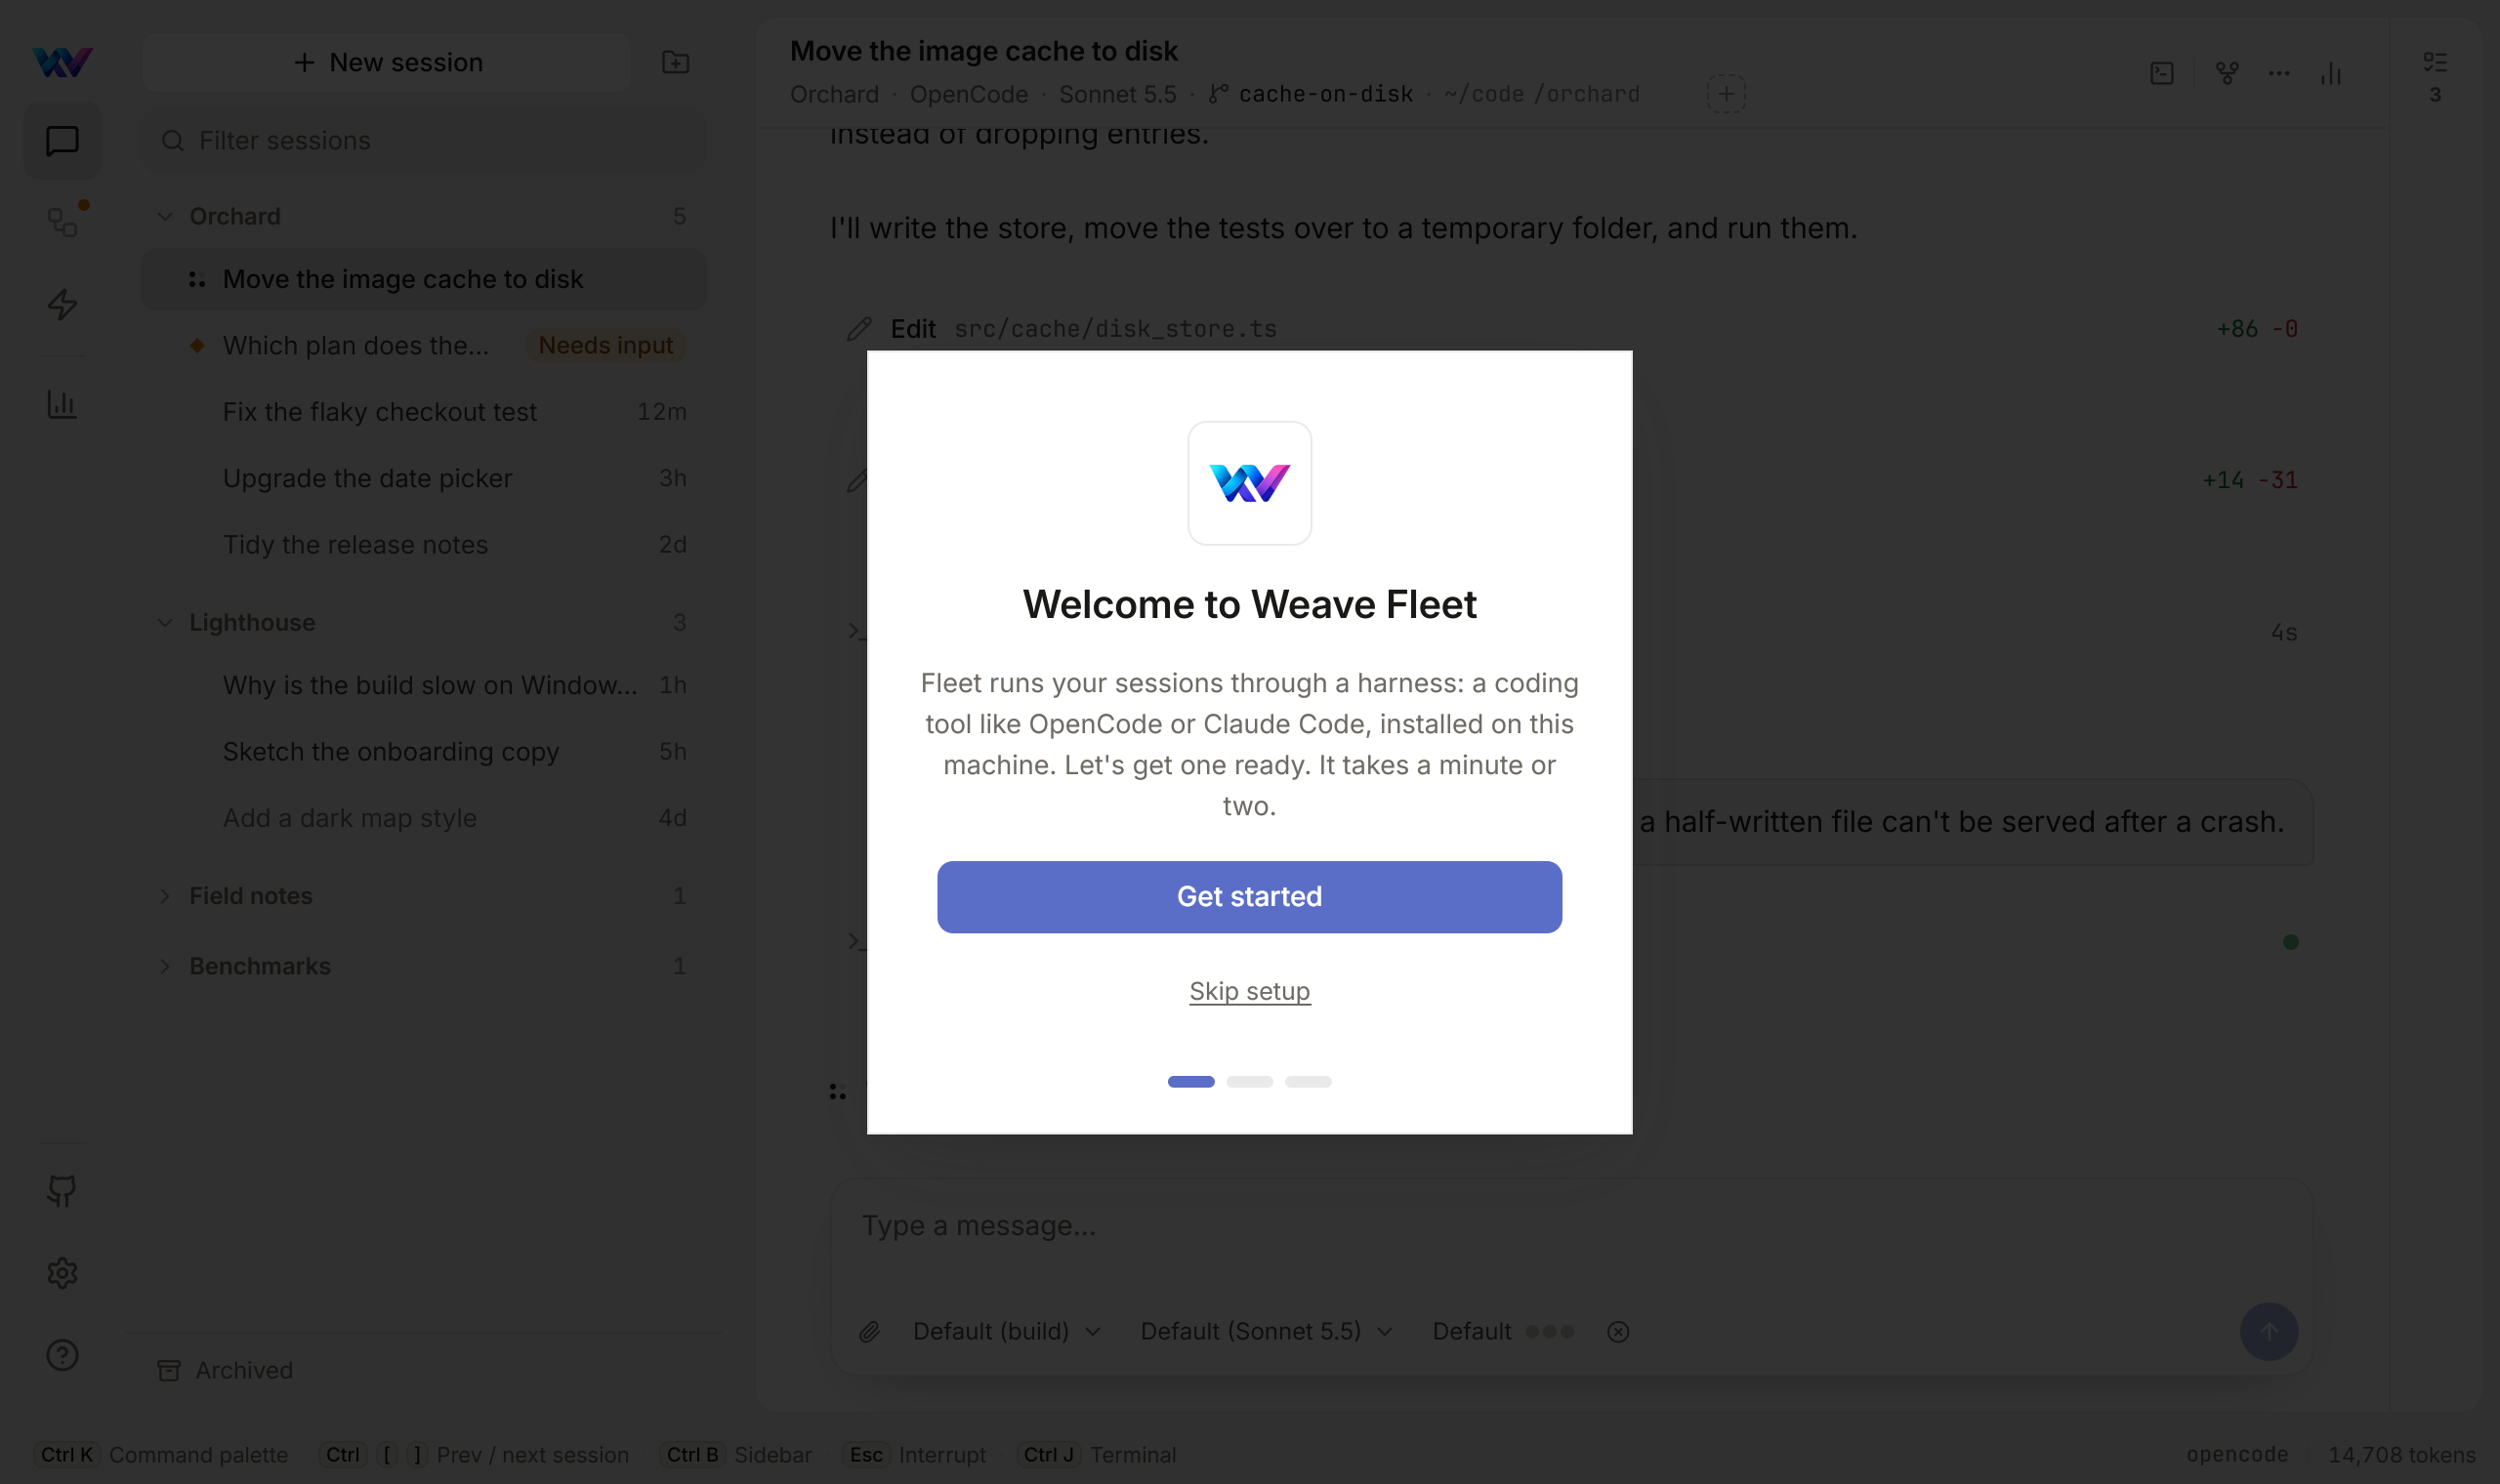 New session
Filter sessions
Orchard 5
Move the image cache to disk
Which plan does the... Needs input
Fix the flaky checkout test 12m
Upgrade the date picker 3h
Tidy the release notes 2d
Lighthouse 3
Why is the build slow on Window... 1h
Sketch the onboarding copy 5h
Add a dark map style 4d
Field notes 1
Benchmarks 1
Archived
Move the image cache to disk
Orchard · OpenCode · Sonnet 5.5 · cache-on-disk · ~/code/orchard
3
instead of dropping entries.
I'll write the store, move the tests over to a temporary folder, and run them.
Edit src/cache/disk_store.ts +86 -0
+14 -31
4s
a half-written file can't be served after a crash.
Welcome to Weave Fleet
Fleet runs your sessions through a harness: a coding
tool like OpenCode or Claude Code, installed on this
machine. Let's get one ready. It takes a minute or
two.
Get started
Skip setup
Type a message...
Default (build) Default (Sonnet 5.5) Default
Ctrl K Command palette Ctrl [ ] Prev / next session Ctrl B Sidebar Esc Interrupt Ctrl J Terminal
opencode 14,708 tokens